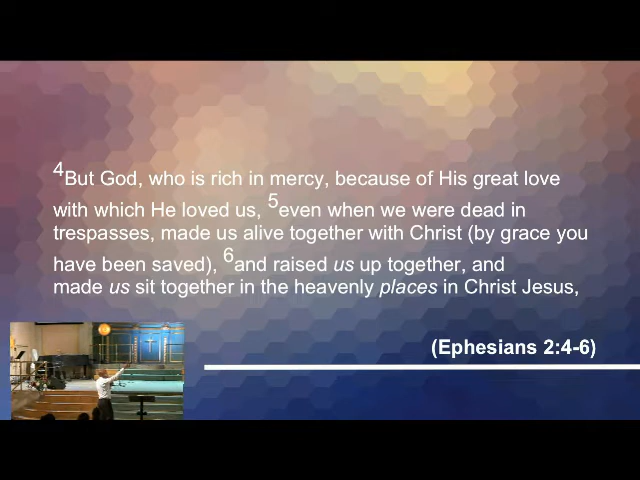 4But God, who is rich in mercy, because of His great love
with which He loved us, 5even when we were dead in
trespasses, made us alive together with Christ (by grace you
have been saved), 6and raised us up together, and
made us sit together in the heavenly places in Christ Jesus,
(Ephesians 2:4-6)